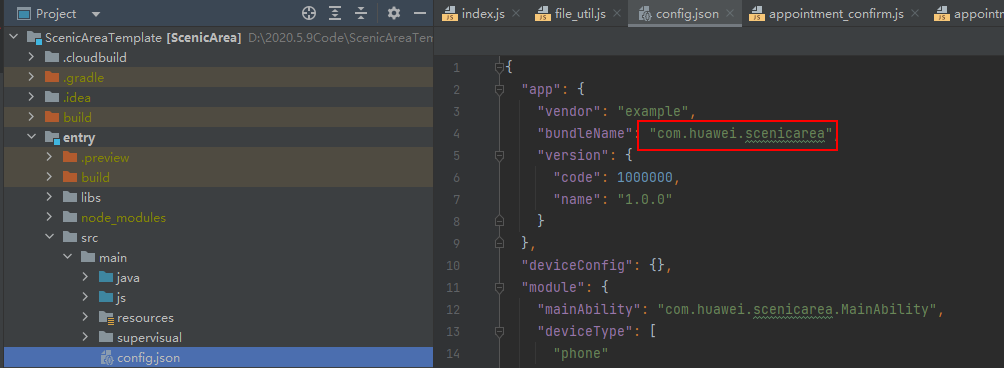 Project
ScenicAreaTemplate [ScenicArea] D:\2020.5.9Code\ScenicAreaTem
.cloudbuild
.gradle
.idea
build
entry
.preview
build
libs
node_modules
src
main
java
js
resources
supervisual
config.json
index.js file_util.js config.json appointment_confirm.js appointn
1 {
2 "app": {
3 "vendor": "example",
4 "bundleName": "com.huawei.scenicarea",
5 "version": {
6 "code": 1000000,
7 "name": "1.0.0"
8 }
9 },
10 "deviceConfig": {},
11 "module": {
12 "mainAbility": "com.huawei.scenicarea.MainAbility",
13 "deviceType": [
14 "phone"